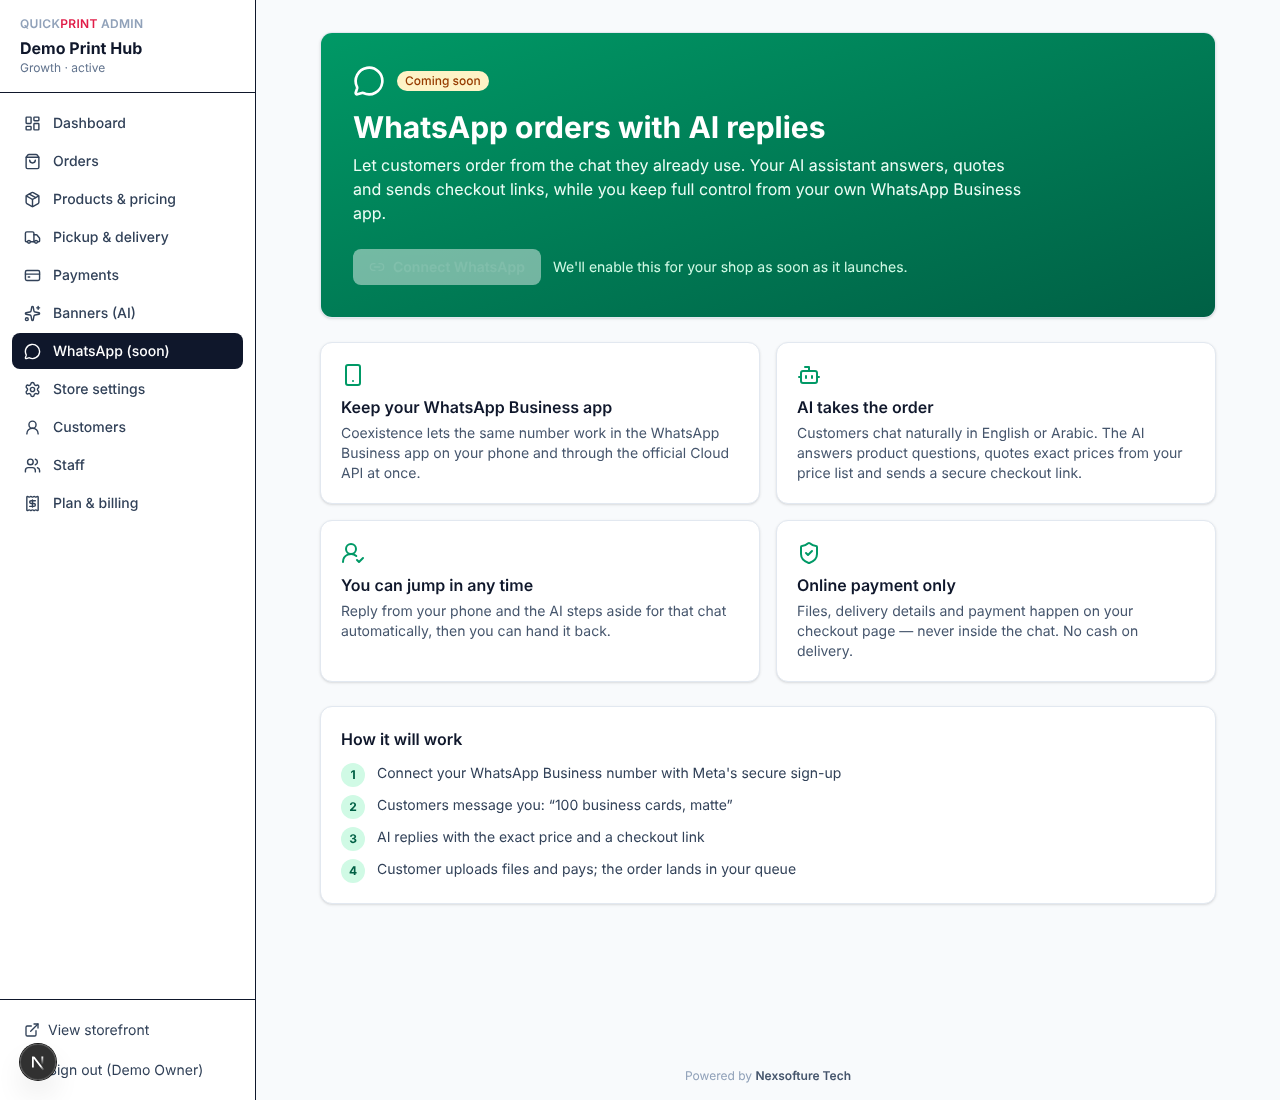 QUICKPRINT ADMIN
Demo Print Hub
Growth · active
Dashboard
Orders
Products & pricing
Pickup & delivery
Payments
Banners (AI)
WhatsApp (soon)
Store settings
Customers
Staff
Plan & billing
View storefront
N
ign out (Demo Owner)
Coming soon
WhatsApp orders with AI replies
Let customers order from the chat they already use. Your AI assistant answers, quotes
and sends checkout links, while you keep full control from your own WhatsApp Business
app.
Connect WhatsApp
We'll enable this for your shop as soon as it launches.
Keep your WhatsApp Business app
Coexistence lets the same number work in the WhatsApp
Business app on your phone and through the official Cloud
API at once.
AI takes the order
Customers chat naturally in English or Arabic. The AI
answers product questions, quotes exact prices from your
price list and sends a secure checkout link.
You can jump in any time
Reply from your phone and the AI steps aside for that chat
automatically, then you can hand it back.
Online payment only
Files, delivery details and payment happen on your
checkout page — never inside the chat. No cash on
delivery.
How it will work
1 Connect your WhatsApp Business number with Meta's secure sign-up
2 Customers message you: “100 business cards, matte”
3 AI replies with the exact price and a checkout link
4 Customer uploads files and pays; the order lands in your queue
Powered by Nexsofture Tech